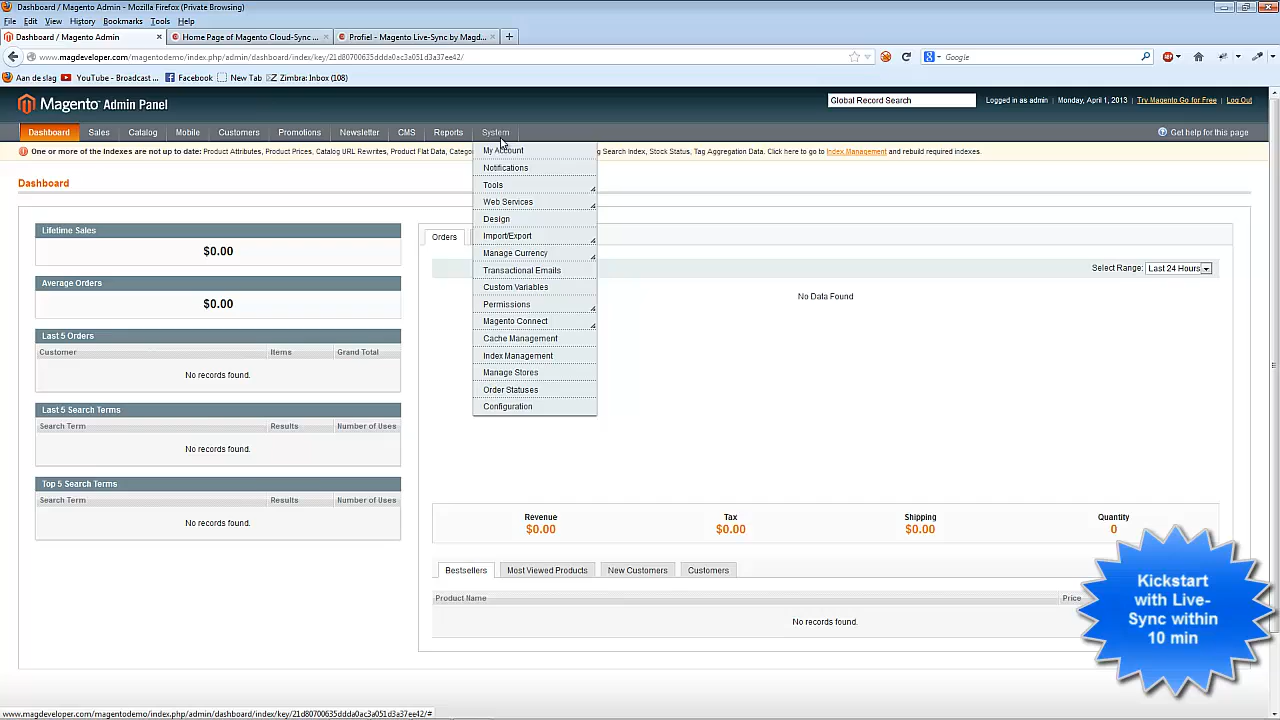 Dashboard / Magento Admin - Mozilla Firefox (Private Browsing)
File Edit View History Bookmarks Tools Help
Dashboard / Magento Admin × Home Page of Magento Cloud-Sync ... × Profiel - Magento Live-Sync by Magd... × +
www.magdeveloper.com/magentodemo/index.php/admin/dashboard/index/key/21d80700635ddda0ac3a051d3a37ee42/
Google
Aan de slag YouTube - Broadcast ... Facebook New Tab Zimbra: Inbox (108)
Magento Admin Panel
Global Record Search
Logged in as admin | Monday, April 1, 2013 | Try Magento Go for Free | Log Out
Dashboard Sales Catalog Mobile Customers Promotions Newsletter CMS Reports System
Get help for this page
One or more of the Indexes are not up to date: Product Attributes, Product Prices, Catalog URL Rewrites, Product Flat Data,
Search Index, Stock Status, Tag Aggregation Data. Click here to go to Index Management and rebuild required indexes.
My Account
Notifications
Tools
Web Services
Design
Import/Export
Manage Currency
Transactional Emails
Custom Variables
Permissions
Magento Connect
Cache Management
Index Management
Manage Stores
Order Statuses
Configuration
Dashboard
Lifetime Sales
$0.00
Average Orders
$0.00
Last 5 Orders
Customer Items Grand Total
No records found.
Last 5 Search Terms
Search Term Results Number of Uses
No records found.
Top 5 Search Terms
Search Term Results Number of Uses
No records found.
Orders
Select Range: Last 24 Hours
No Data Found
Revenue Tax Shipping Quantity
$0.00 $0.00 $0.00 0
Bestsellers Most Viewed Products New Customers Customers
Product Name Price
No records found.
Kickstart
with Live-
Sync within
10 min
www.magdeveloper.com/magentodemo/index.php/admin/dashboard/index/key/21d80700635ddda0ac3a051d3a37ee42/#